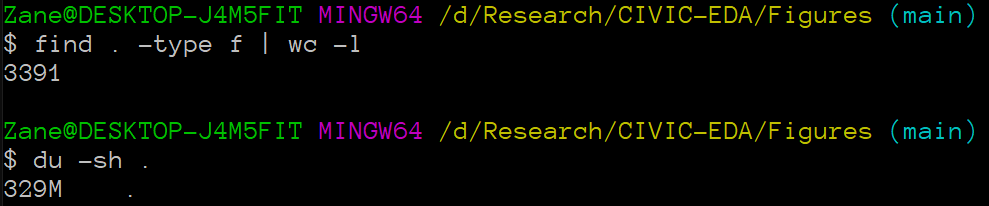 Zane@DESKTOP-J4M5FIT MINGW64 /d/Research/CIVIC-EDA/Figures (main)
$ find . -type f | wc -l
3391
Zane@DESKTOP-J4M5FIT MINGW64 /d/Research/CIVIC-EDA/Figures (main)
$ du -sh .
329M    .